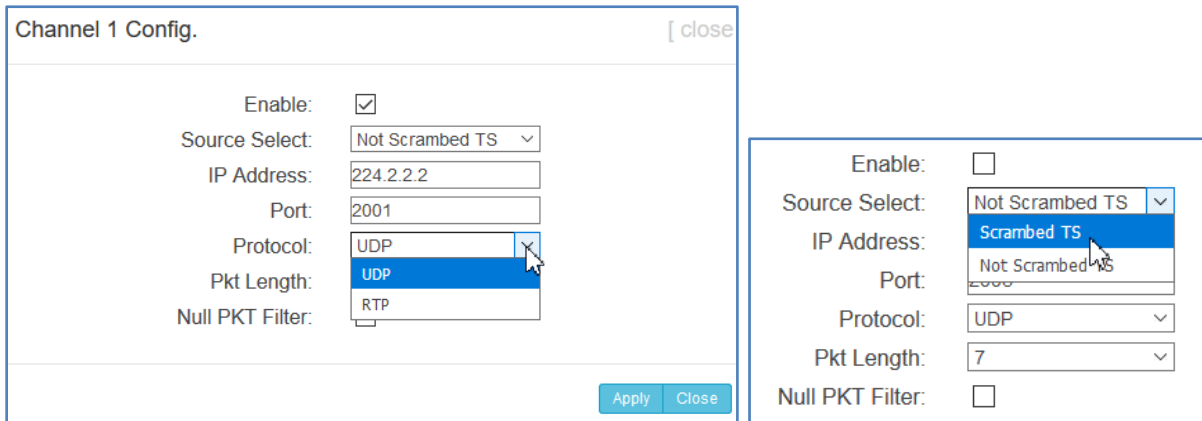 Channel 1 Config.
[ close
Enable:
Source Select: Not Scrambed TS
IP Address: 224.2.2.2
Port: 2001
Protocol: UDP
UDP
Pkt Length:
RTP
Null PKT Filter:
Apply Close
Enable:
Source Select: Not Scrambed TS
Scrambed TS
IP Address:
Not Scrambed TS
Port:
Protocol: UDP
Pkt Length: 7
Null PKT Filter: